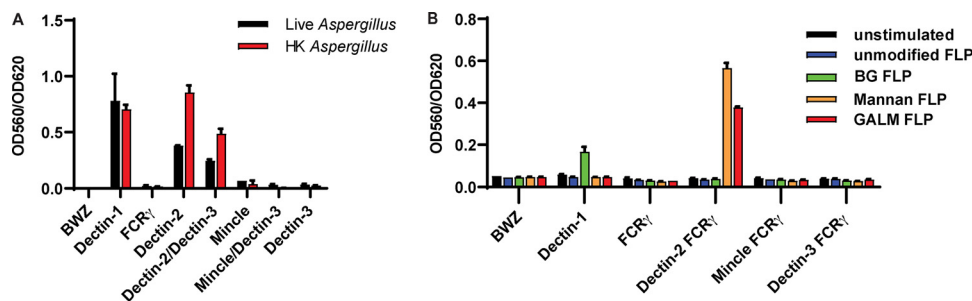 A
Live Aspergillus
HK Aspergillus
OD560/OD620
1.5
1.0
0.5
0.0
BWZ
Dectin-1
FCRγ
Dectin-2
Dectin-2/Dectin-3
Mincle
Mincle/Dectin-3
Dectin-3
B
unstimulated
unmodified FLP
BG FLP
Mannan FLP
GALM FLP
OD560/OD620
0.8
0.6
0.4
0.2
0.0
BWZ
Dectin-1
FCRγ
Dectin-2 FCRγ
Mincle FCRγ
Dectin-3 FCRγ